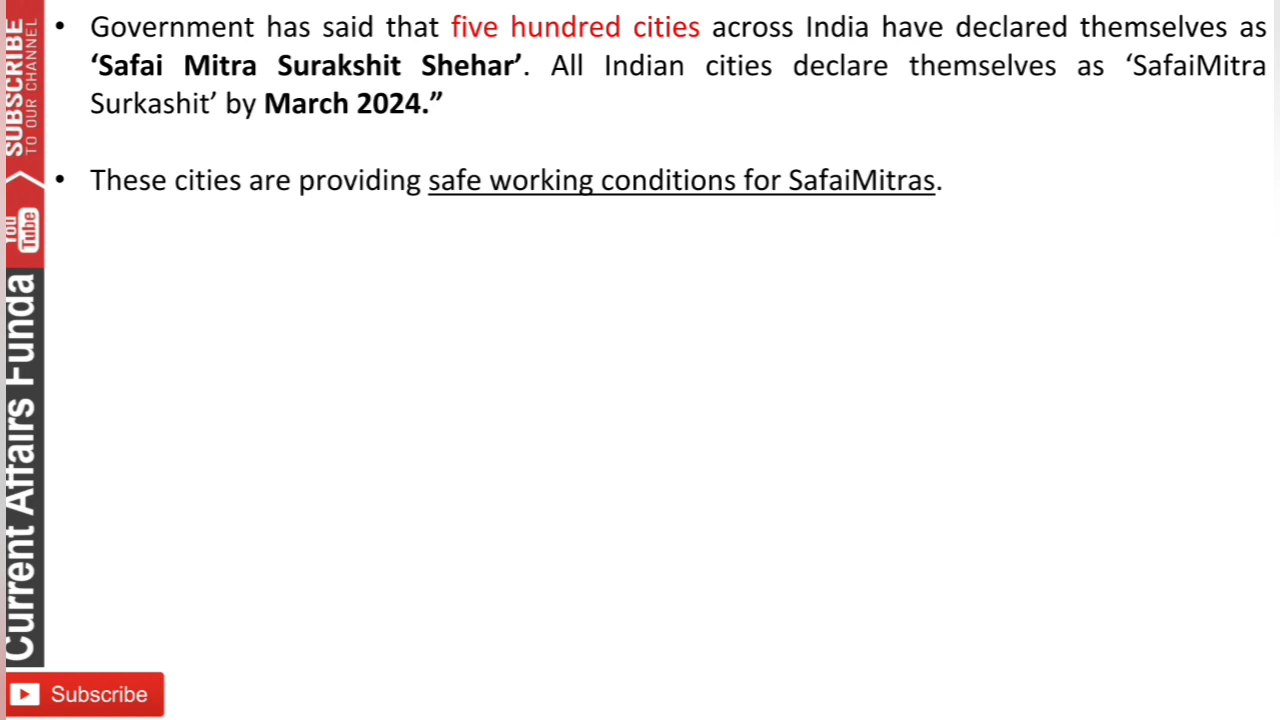 • Government has said that five hundred cities across India have declared themselves as
‘Safai Mitra Surakshit Shehar’. All Indian cities declare themselves as ‘SafaiMitra
Surkashit’ by March 2024.”
• These cities are providing safe working conditions for SafaiMitras.
SUBSCRIBE
TO OUR CHANNEL
You
Tube
Current Affairs Funda
Subscribe